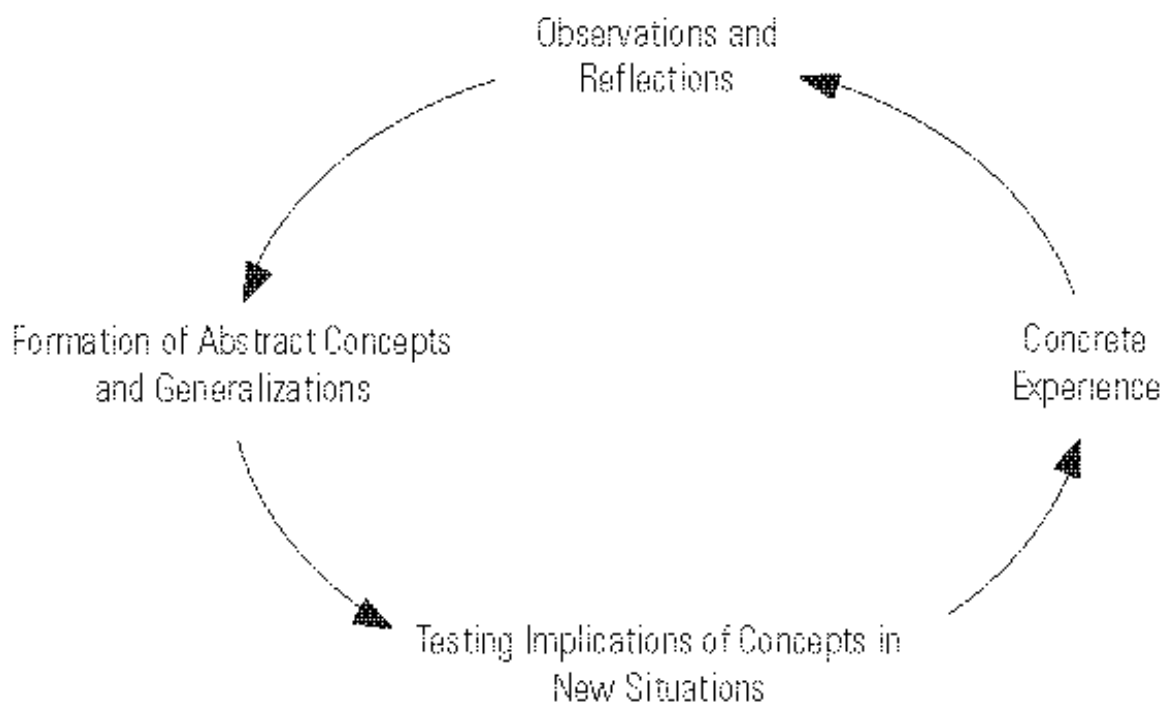 Observations and
Reflections
Formation of Abstract Concepts
and Generalizations
Concrete
Experience
Testing Implications of Concepts in
New Situations